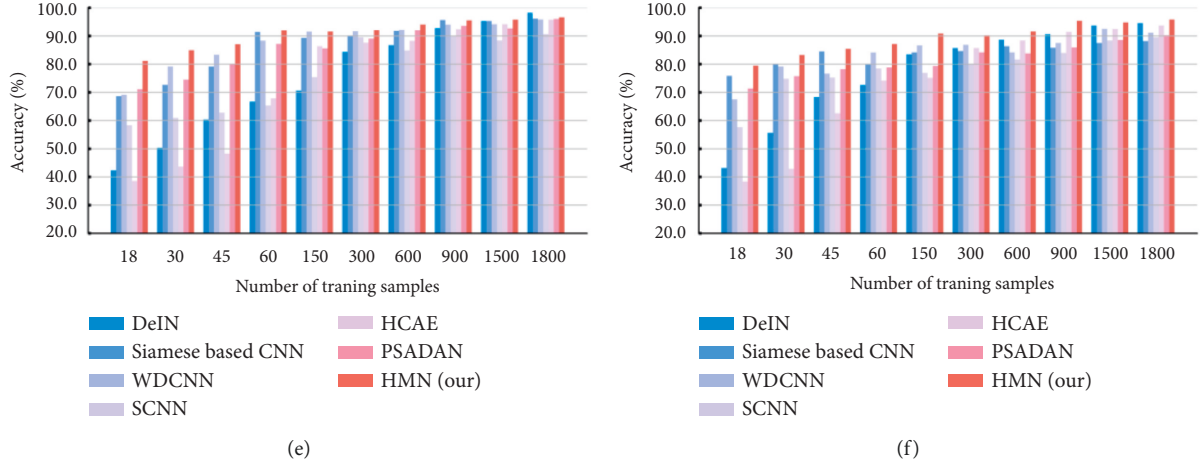 100.0
90.0
80.0
70.0
60.0
50.0
40.0
30.0
20.0
Accuracy (%)
18 30 45 60 150 300 600 900 1500 1800
Number of traning samples
DeIN
Siamese based CNN
WDCNN
SCNN
HCAE
PSADAN
HMN (our)
(e)
100.0
90.0
80.0
70.0
60.0
50.0
40.0
30.0
20.0
Accuracy (%)
18 30 45 60 150 300 600 900 1500 1800
Number of traning samples
DeIN
Siamese based CNN
WDCNN
SCNN
HCAE
PSADAN
HMN (our)
(f)